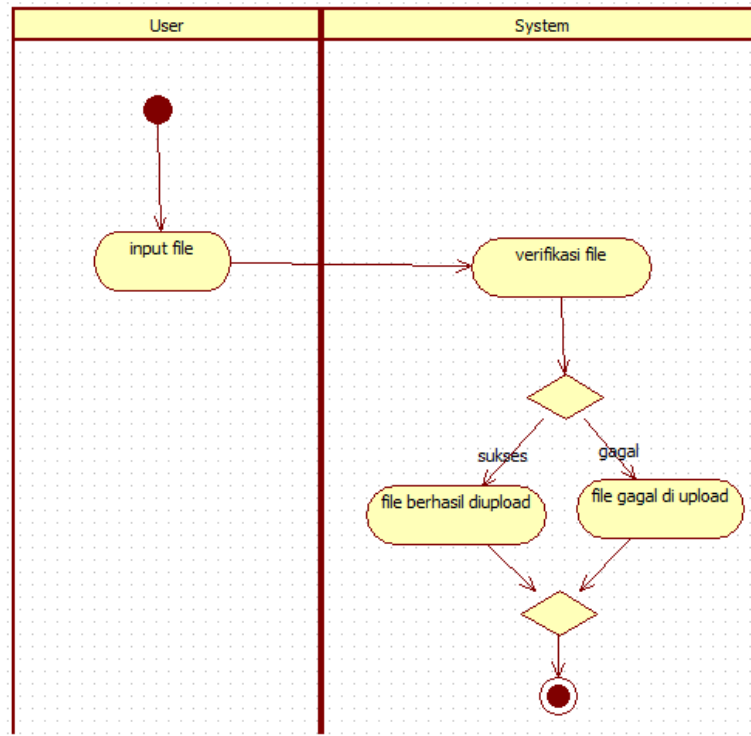 User
System
input file
verifikasi file
sukses
gagal
file berhasil diupload
file gagal di upload